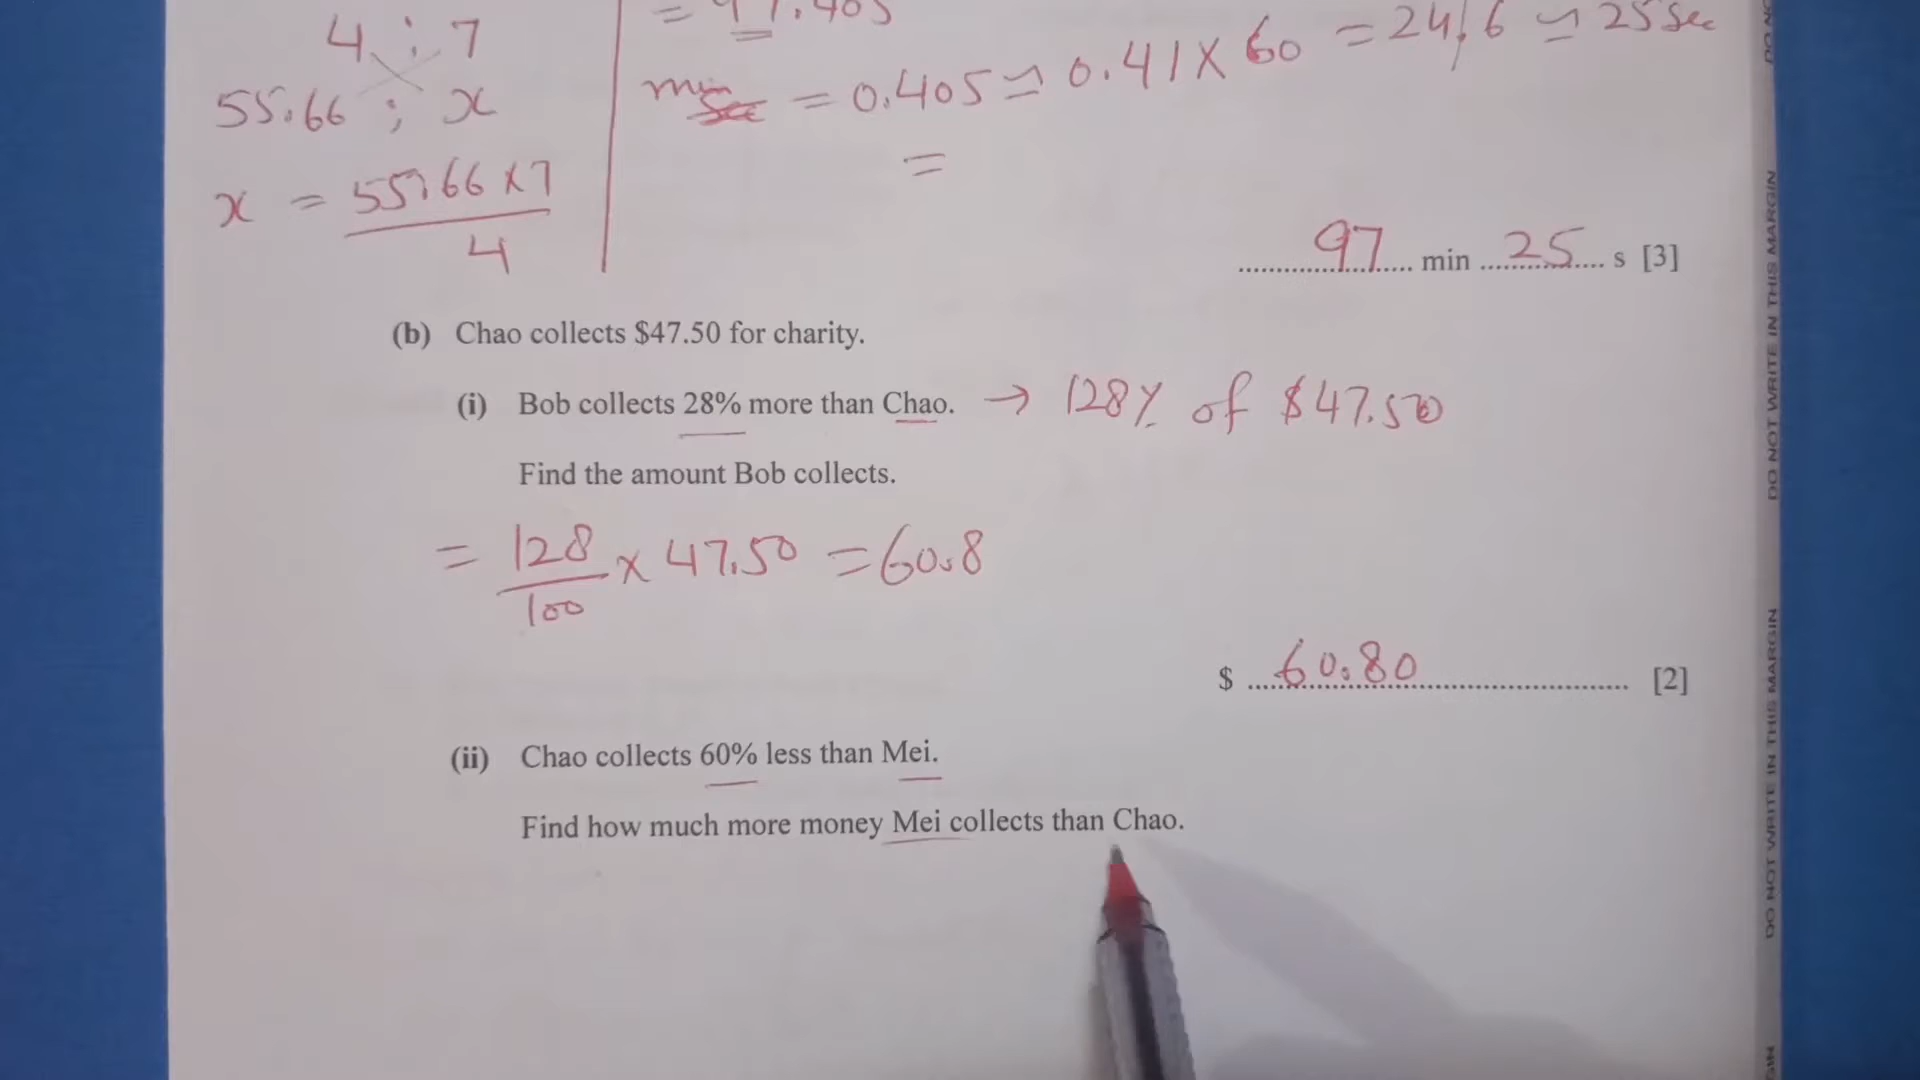 4 : 7
55.66 ; x
x = 55.66 x 7
4
= 97.405
min = 0.405 ≃ 0.41 x 60 = 24.6 ≃ 25 sec
=
97 min 25 s [3]
(b) Chao collects $47.50 for charity.
(i) Bob collects 28% more than Chao. → 128% of $47.50
Find the amount Bob collects.
= 128/100 x 47.50 = 60.8
$ 60.80 [2]
(ii) Chao collects 60% less than Mei.
Find how much more money Mei collects than Chao.
DO NOT WRITE IN THIS MARGIN
DO NOT WRITE IN THIS MARGIN